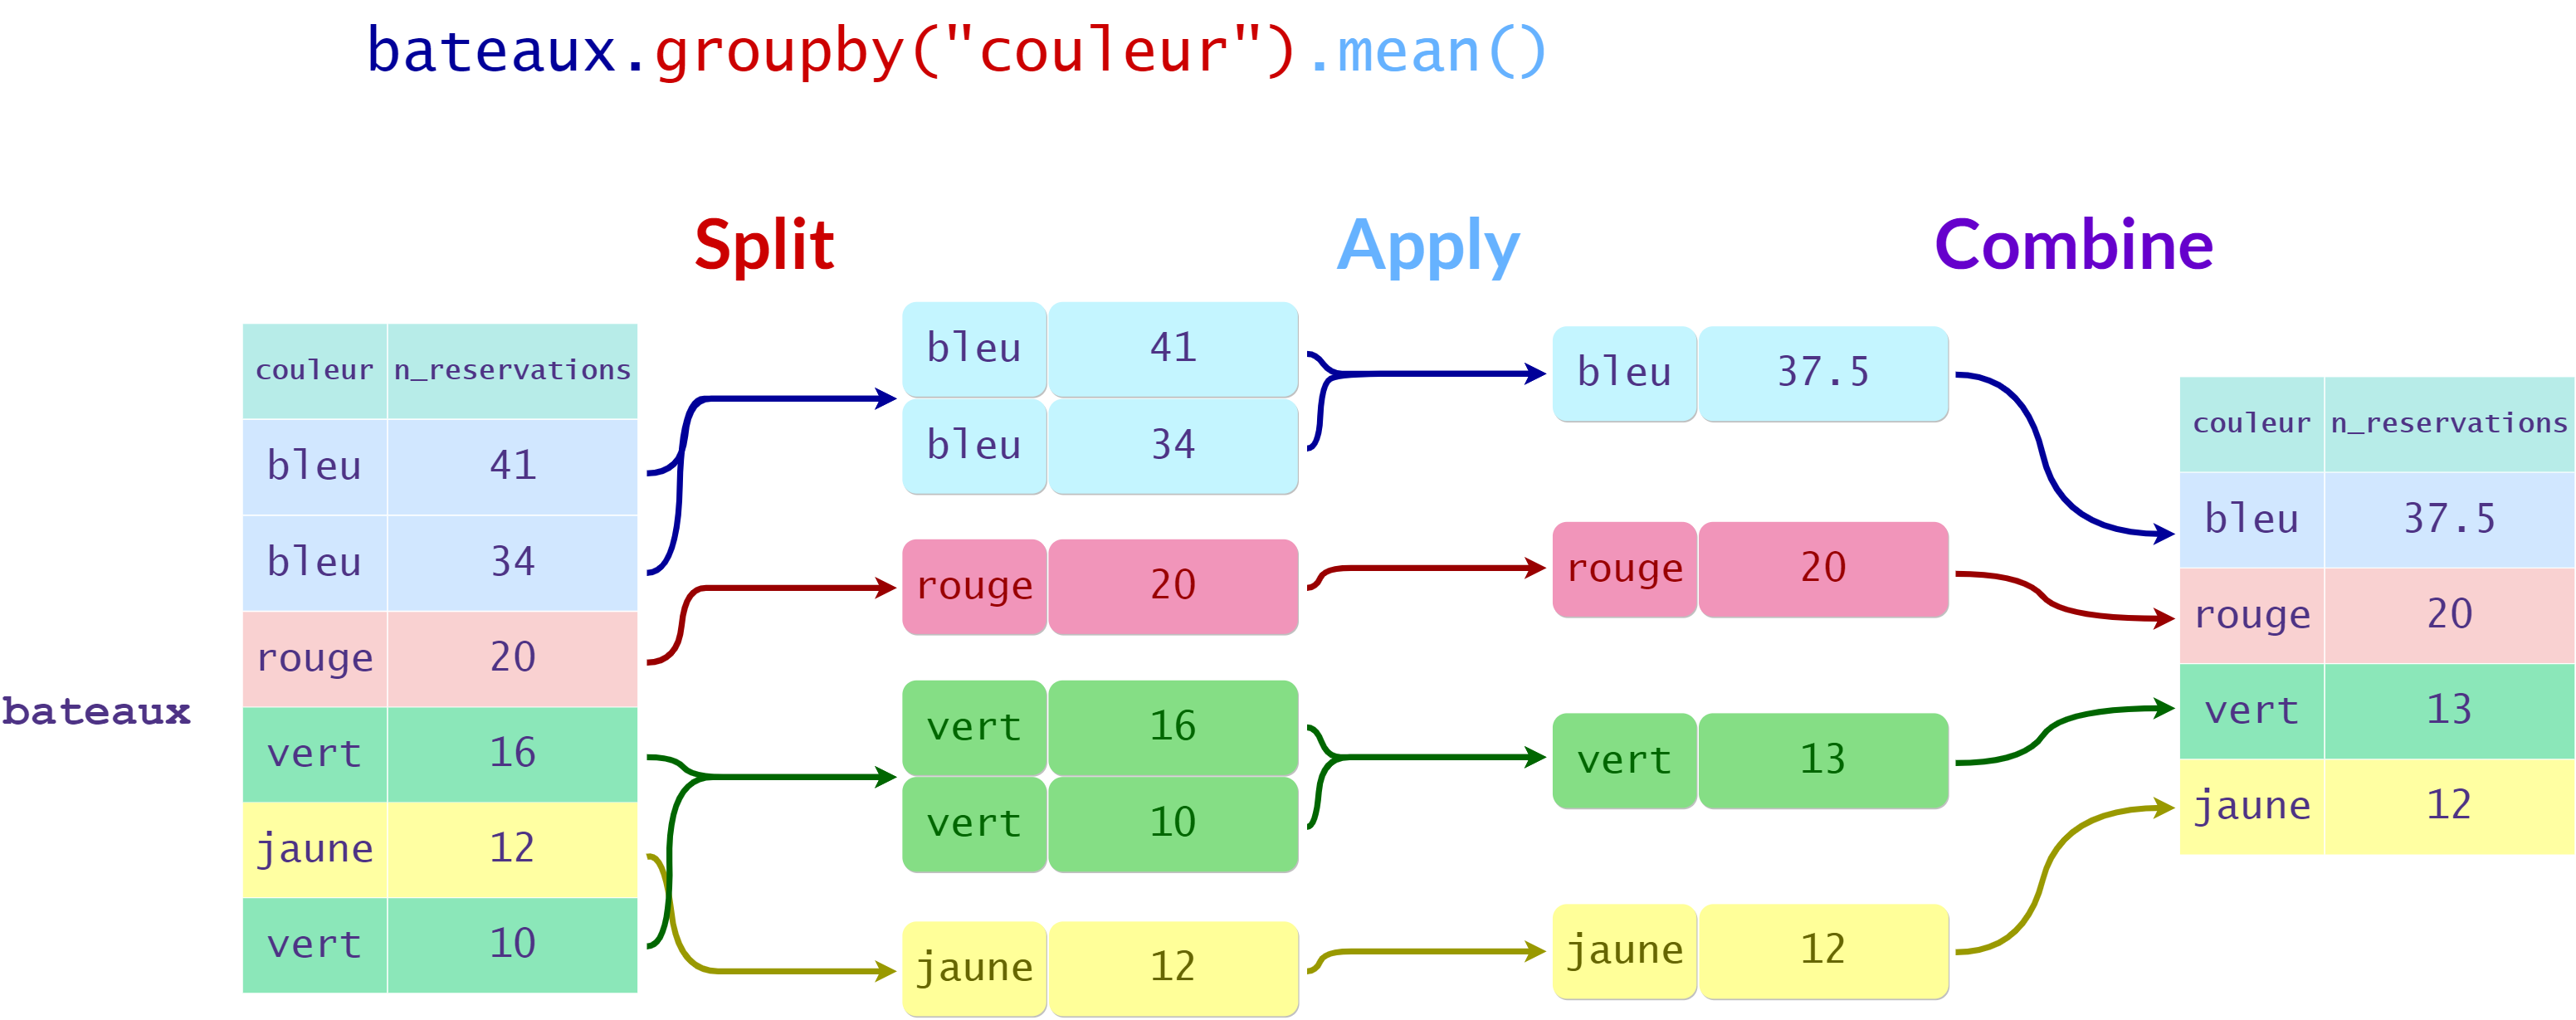 bateaux.groupby("couleur").mean()
Split Apply Combine
bateaux
couleur n_reservations
bleu 41
bleu 34
rouge 20
vert 16
jaune 12
vert 10
bleu 41
bleu 34
rouge 20
vert 16
vert 10
jaune 12
bleu 37.5
rouge 20
vert 13
jaune 12
couleur n_reservations
bleu 37.5
rouge 20
vert 13
jaune 12